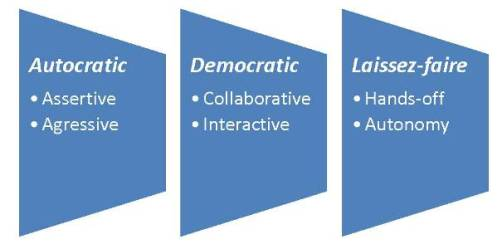 Autocratic
• Assertive
• Agressive
Democratic
• Collaborative
• Interactive
Laissez-faire
• Hands-off
• Autonomy